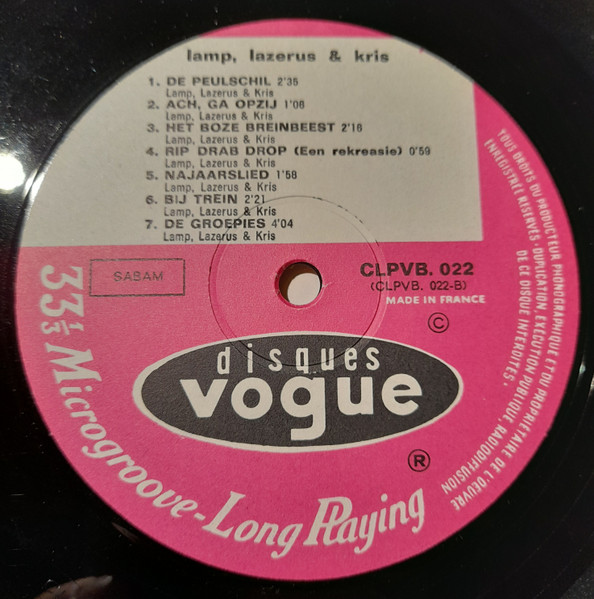 lamp, lazerus & kris
1. DE PEULSCHIL 2'35
Lamp, Lazerus & Kris
2. ACH, GA OPZIJ 1'06
Lamp, Lazerus & Kris
3. HET BOZE BREINBEEST 2'16
Lamp, Lazerus & Kris
4. RIP DRAB DROP (Een rekreasie) 0'59
Lamp, Lazerus & Kris
5. NAJAARSLIED 1'58
Lamp, Lazerus & Kris
6. BIJ TREIN 2'21
Lamp, Lazerus & Kris
7. DE GROEPIES 4'04
Lamp, Lazerus & Kris
SABAM
CLPVB. 022
(CLPVB. 022-B)
MADE IN FRANCE
©
disques
vogue
®
33 1/3 Microgroove-Long Playing
TOUS DROITS DU PRODUCTEUR PHONOGRAPHIQUE ET DU PROPRIETAIRE DE L'OEUVRE
ENREGISTREE RESERVES - DUPLICATION, EXECUTION PUBLIQUE, RADIODIFFUSION
DE CE DISQUE INTERDITES.